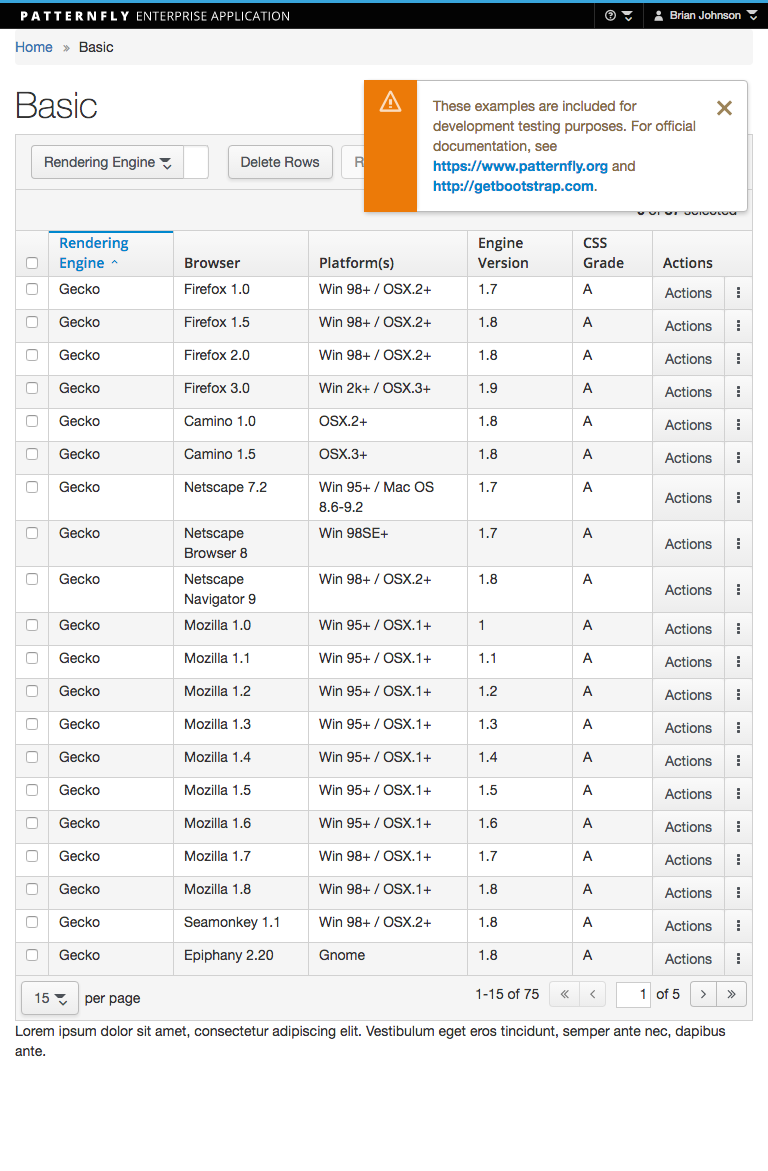 PATTERNFLY ENTERPRISE APPLICATION
Brian Johnson
Home » Basic
Basic
These examples are included for
development testing purposes. For official
documentation, see
https://www.patternfly.org and
http://getbootstrap.com.
Rendering Engine
Delete Rows
selected
Rendering
Engine
Browser
Platform(s)
Engine
Version
CSS
Grade
Actions
Gecko Firefox 1.0 Win 98+ / OSX.2+ 1.7 A Actions
Gecko Firefox 1.5 Win 98+ / OSX.2+ 1.8 A Actions
Gecko Firefox 2.0 Win 98+ / OSX.2+ 1.8 A Actions
Gecko Firefox 3.0 Win 2k+ / OSX.3+ 1.9 A Actions
Gecko Camino 1.0 OSX.2+ 1.8 A Actions
Gecko Camino 1.5 OSX.3+ 1.8 A Actions
Gecko Netscape 7.2 Win 95+ / Mac OS 1.7 A Actions
8.6-9.2
Gecko Netscape Win 98SE+ 1.7 A Actions
Browser 8
Gecko Netscape Win 98+ / OSX.2+ 1.8 A Actions
Navigator 9
Gecko Mozilla 1.0 Win 95+ / OSX.1+ 1 A Actions
Gecko Mozilla 1.1 Win 95+ / OSX.1+ 1.1 A Actions
Gecko Mozilla 1.2 Win 95+ / OSX.1+ 1.2 A Actions
Gecko Mozilla 1.3 Win 95+ / OSX.1+ 1.3 A Actions
Gecko Mozilla 1.4 Win 95+ / OSX.1+ 1.4 A Actions
Gecko Mozilla 1.5 Win 95+ / OSX.1+ 1.5 A Actions
Gecko Mozilla 1.6 Win 95+ / OSX.1+ 1.6 A Actions
Gecko Mozilla 1.7 Win 98+ / OSX.1+ 1.7 A Actions
Gecko Mozilla 1.8 Win 98+ / OSX.1+ 1.8 A Actions
Gecko Seamonkey 1.1 Win 98+ / OSX.2+ 1.8 A Actions
Gecko Epiphany 2.20 Gnome 1.8 A Actions
15 per page 1-15 of 75 « < 1 of 5 > »
Lorem ipsum dolor sit amet, consectetur adipiscing elit. Vestibulum eget eros tincidunt, semper ante nec, dapibus
ante.